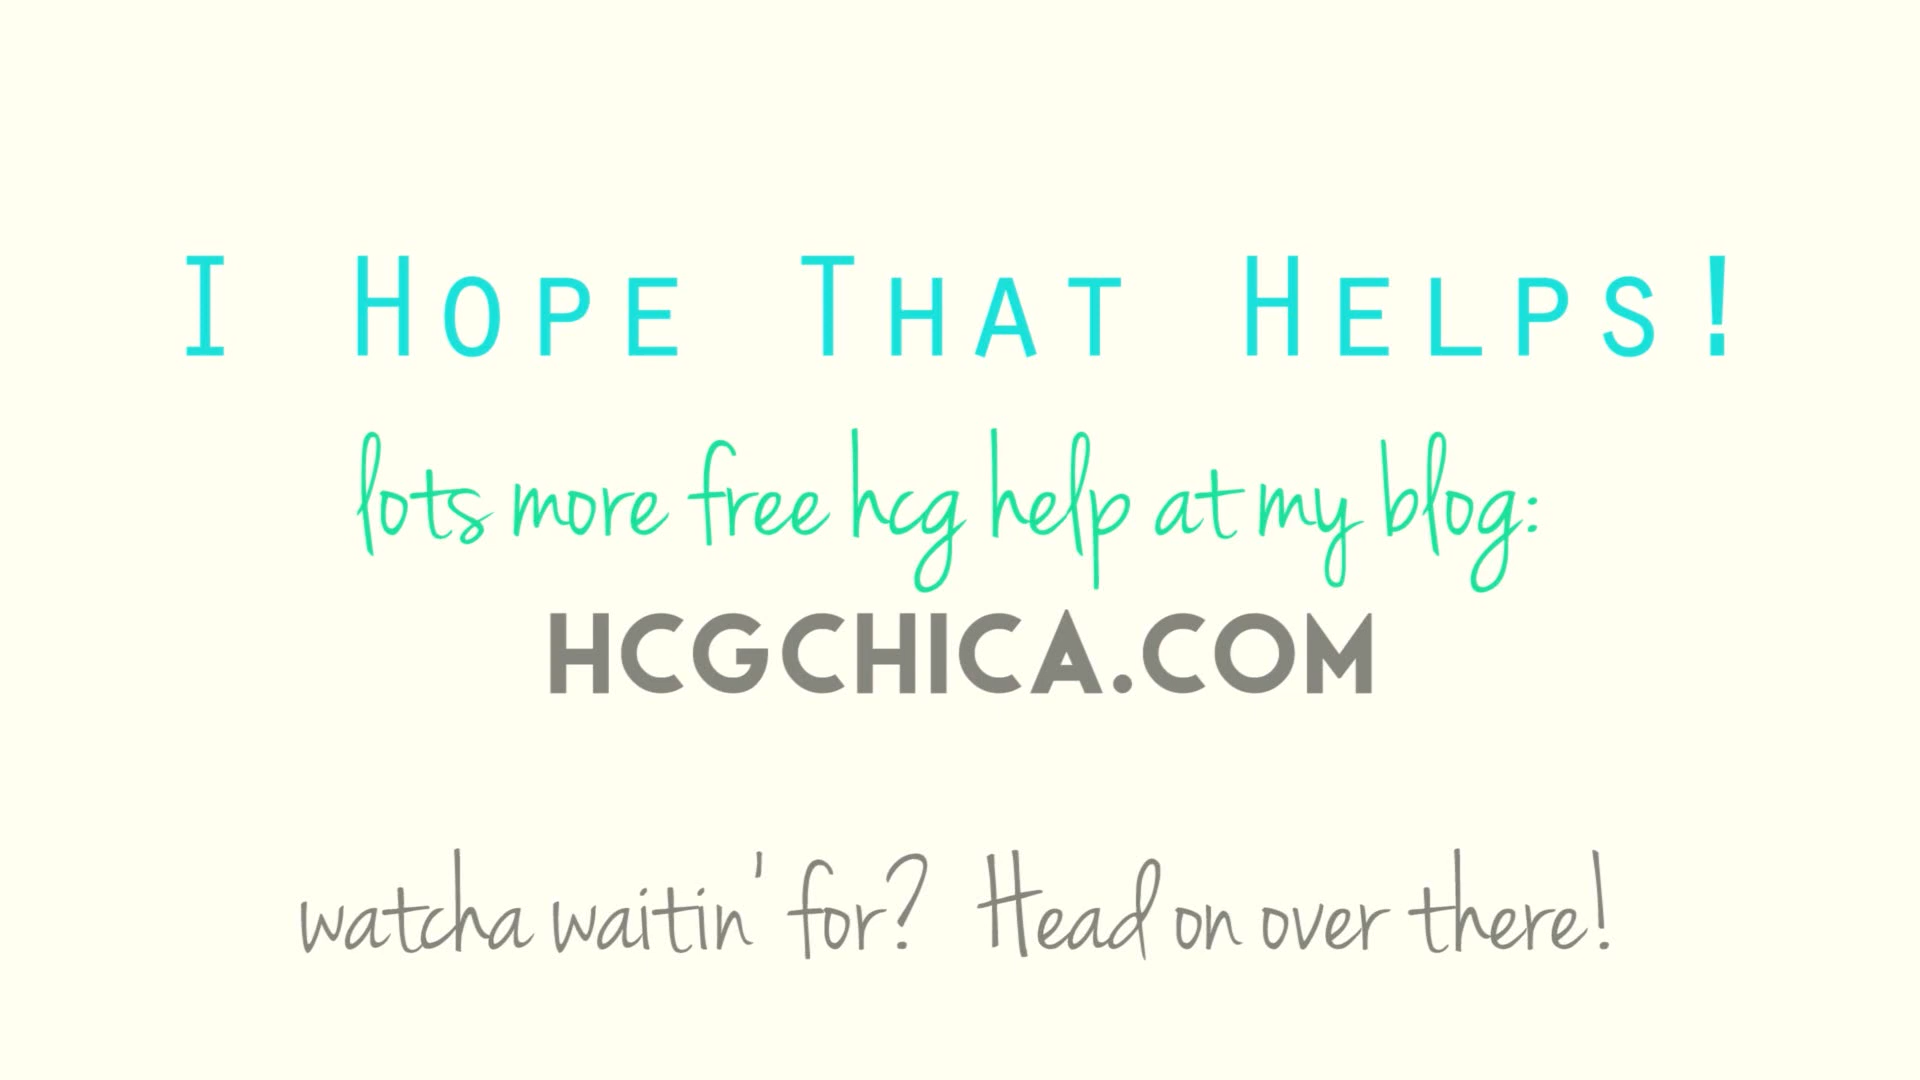 I Hope That Helps!
lots more free hcg help at my blog:
HCGCHICA.COM
watcha waitin' for? Head on over there!